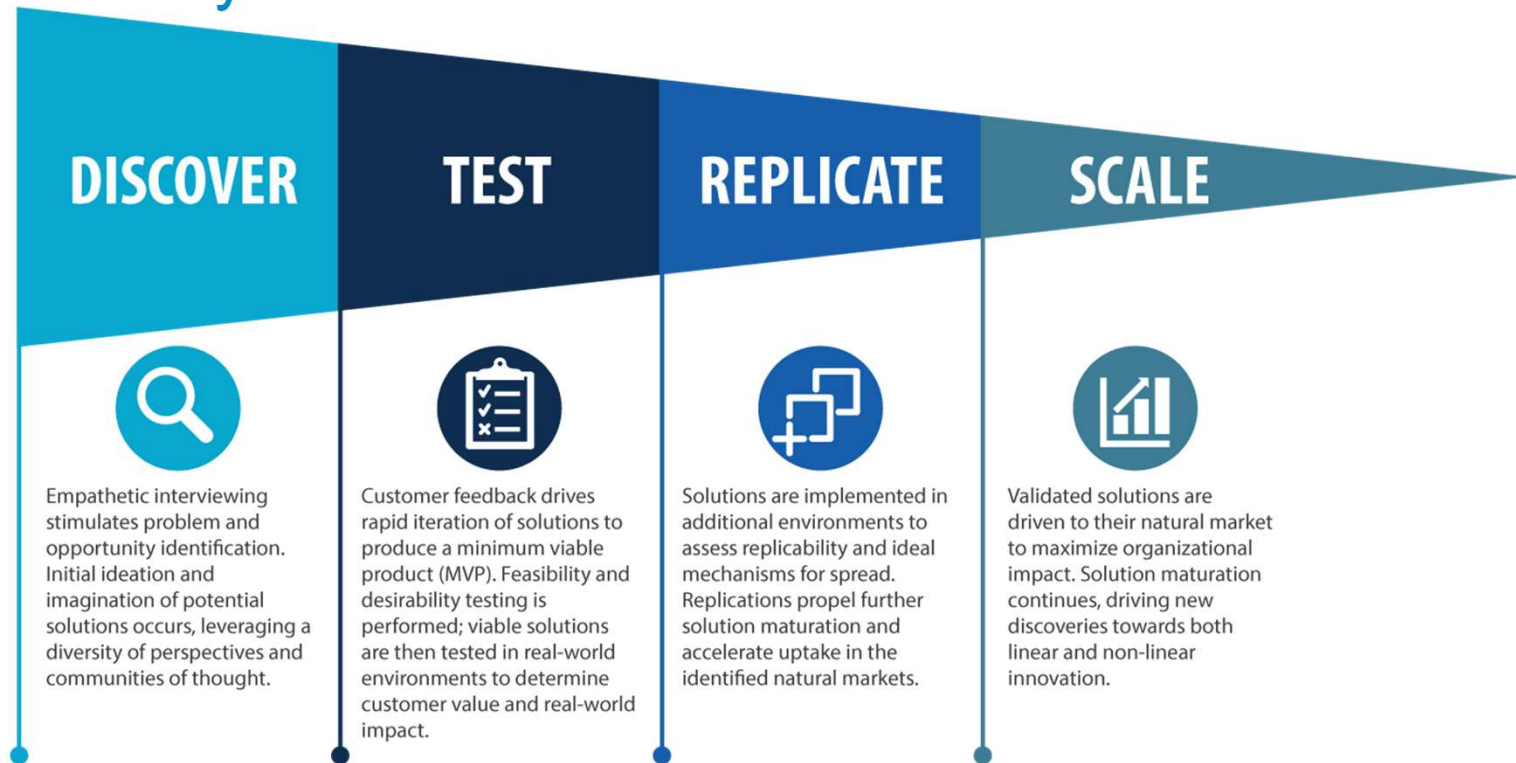 DISCOVER
TEST
REPLICATE
SCALE
Empathetic interviewing
stimulates problem and
opportunity identification.
Initial ideation and
imagination of potential
solutions occurs, leveraging a
diversity of perspectives and
communities of thought.
Customer feedback drives
rapid iteration of solutions to
produce a minimum viable
product (MVP). Feasibility and
desirability testing is
performed; viable solutions
are then tested in real-world
environments to determine
customer value and real-world
impact.
Solutions are implemented in
additional environments to
assess replicability and ideal
mechanisms for spread.
Replications propel further
solution maturation and
accelerate uptake in the
identified natural markets.
Validated solutions are
driven to their natural market
to maximize organizational
impact. Solution maturation
continues, driving new
discoveries towards both
linear and non-linear
innovation.